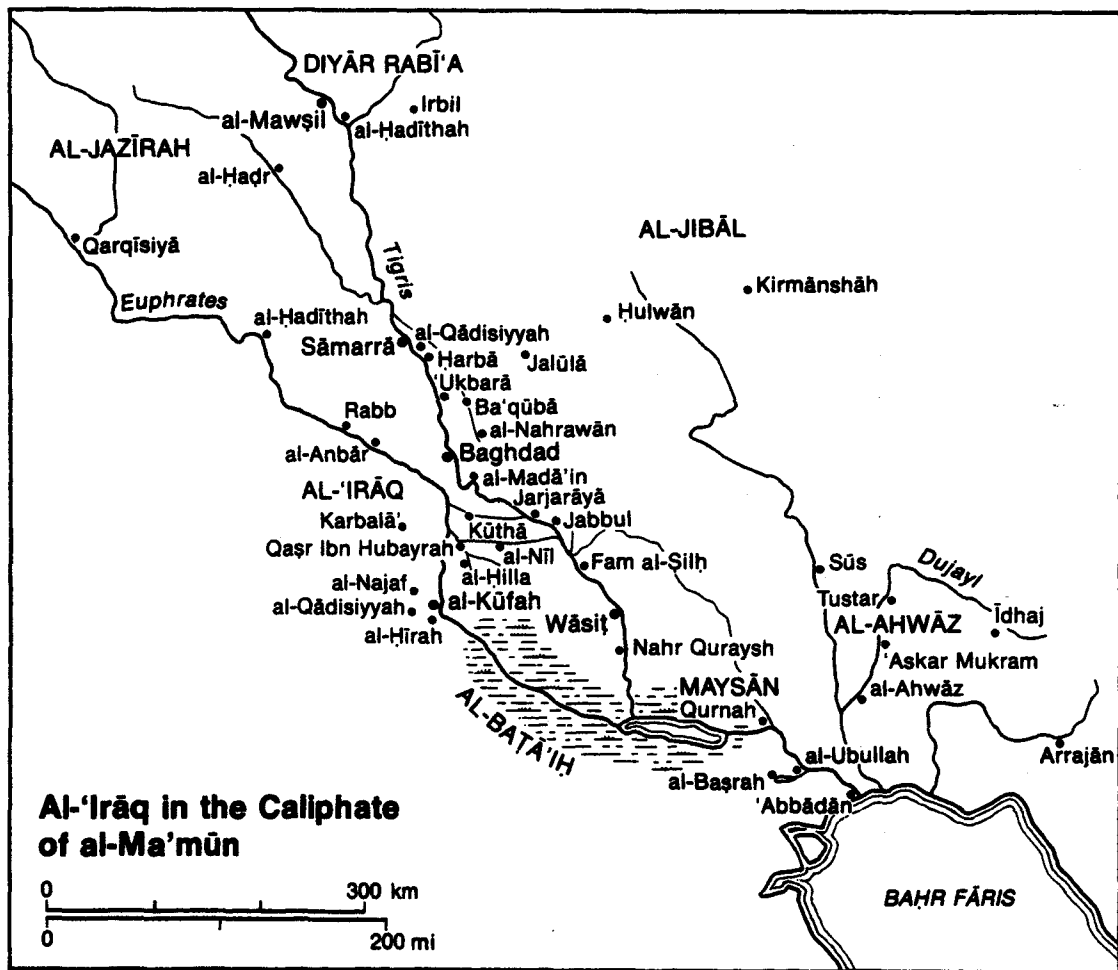 DIYĀR RABĪ‘A
Irbil
al-Mawṣil
al-Ḥadīthah
AL-JAZĪRAH
al-Ḥaḍr
AL-JIBĀL
Qarqīsiyā
Tigris
Kirmānshāh
Euphrates
al-Ḥadīthah
Ḥulwān
al-Qādisiyyah
Sāmarrā
Ḥarbā
Jalūlā
'Ukbarā
Ba'qūbā
Rabb
al-Nahrawān
al-Anbār
Baghdad
al-Madā'in
AL-‘IRĀQ
Jarjarāyā
Karbalā'
Kūthā
Jabbul
Qaṣr Ibn Hubayrah
al-Nīl
Fam al-Ṣilḥ
Sūs
Dujayl
al-Ḥilla
al-Najaf
al-Kūfah
Tustar
al-Qādisiyyah
Wāsiṭ
AL-AHWĀZ
Īdhaj
al-Ḥīrah
Nahr Quraysh
'Askar Mukram
MAYSĀN
al-Ahwāz
Qurnah
AL-BAṬĀ'IḤ
al-Ubullah
Arrajān
al-Baṣrah
'Abbādān
Al-‘Irāq in the Caliphate
of al-Ma'mūn
0 300 km
0 200 mi
BAḤR FĀRIS